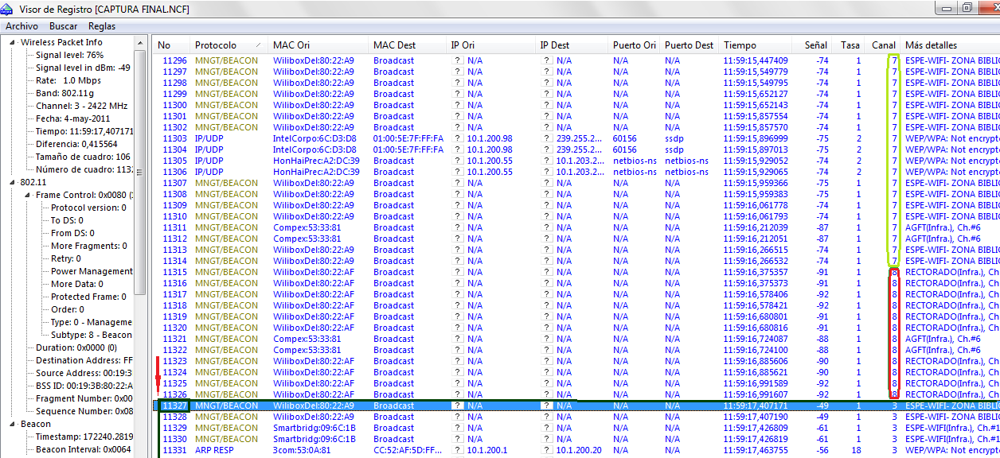 Visor de Registro [CAPTURA FINAL.NCF]
Archivo Buscar Reglas
Wireless Packet Info
Signal level: 76%
Signal level in dBm: -49
Rate: 1.0 Mbps
Band: 802.11g
Channel: 3 - 2422 MHz
Fecha: 4-may-2011
Tiempo: 11:59:17,407171
Diferencia: 0,415564
Tamaño de cuadro: 106
Número de cuadro: 1132
802.11
Frame Control: 0x0080 (
Protocol version: 0
To DS: 0
From DS: 0
More Fragments: 0
Retry: 0
Power Management
More Data: 0
Protected Frame: 0
Order: 0
Type: 0 - Manageme
Subtype: 8 - Beacon
Duration: 0x0000 (0)
Destination Address: FF
Source Address: 00:19:3
BSS ID: 00:19:3B:80:22:A
Fragment Number: 0x00
Sequence Number: 0x08
Beacon
Timestamp: 172240.2819
Beacon Interval: 0x0064
No Protocolo MAC Ori MAC Dest IP Ori IP Dest Puerto Ori Puerto Dest Tiempo Señal Tasa Canal Más detalles
11296 MNGT/BEACON WiliboxDel:80:22:A9 Broadcast ? N/A ? N/A N/A N/A 11:59:15,447409 -74 1 7 ESPE-WIFI- ZONA BIBLIC
11297 MNGT/BEACON WiliboxDel:80:22:A9 Broadcast ? N/A ? N/A N/A N/A 11:59:15,549779 -74 1 7 ESPE-WIFI- ZONA BIBLIC
11298 MNGT/BEACON WiliboxDel:80:22:A9 Broadcast ? N/A ? N/A N/A N/A 11:59:15,549795 -74 1 7 ESPE-WIFI- ZONA BIBLIC
11299 MNGT/BEACON WiliboxDel:80:22:A9 Broadcast ? N/A ? N/A N/A N/A 11:59:15,652127 -74 1 7 ESPE-WIFI- ZONA BIBLIC
11300 MNGT/BEACON WiliboxDel:80:22:A9 Broadcast ? N/A ? N/A N/A N/A 11:59:15,652143 -74 1 7 ESPE-WIFI- ZONA BIBLIC
11301 MNGT/BEACON WiliboxDel:80:22:A9 Broadcast ? N/A ? N/A N/A N/A 11:59:15,857554 -74 1 7 ESPE-WIFI- ZONA BIBLIC
11302 MNGT/BEACON WiliboxDel:80:22:A9 Broadcast ? N/A ? N/A N/A N/A 11:59:15,857570 -74 1 7 ESPE-WIFI- ZONA BIBLIC
11303 IP/UDP IntelCorpo:6C:D3:D8 01:00:5E:7F:FF:FA ? 10.1.200.98 239.255.2... 60156 ssdp 11:59:15,896999 -75 2 7 WEP/WPA: Not encrypte
11304 IP/UDP IntelCorpo:6C:D3:D8 01:00:5E:7F:FF:FA ? 10.1.200.98 239.255.2... 60156 ssdp 11:59:15,897013 -75 2 7 WEP/WPA: Not encrypte
11305 IP/UDP HonHaiPrec:A2:DC:39 Broadcast ? 10.1.200.55 ? 10.1.203.2... netbios-ns netbios-ns 11:59:15,929052 -74 2 7 WEP/WPA: Not encrypte
11306 IP/UDP HonHaiPrec:A2:DC:39 Broadcast ? 10.1.200.55 ? 10.1.203.2... netbios-ns netbios-ns 11:59:15,929065 -74 2 7 WEP/WPA: Not encrypte
11307 MNGT/BEACON WiliboxDel:80:22:A9 Broadcast ? N/A ? N/A N/A N/A 11:59:15,959366 -75 1 7 ESPE-WIFI- ZONA BIBLIC
11308 MNGT/BEACON WiliboxDel:80:22:A9 Broadcast ? N/A ? N/A N/A N/A 11:59:15,959383 -75 1 7 ESPE-WIFI- ZONA BIBLIC
11309 MNGT/BEACON WiliboxDel:80:22:A9 Broadcast ? N/A ? N/A N/A N/A 11:59:16,061778 -74 1 7 ESPE-WIFI- ZONA BIBLIC
11310 MNGT/BEACON WiliboxDel:80:22:A9 Broadcast ? N/A ? N/A N/A N/A 11:59:16,061793 -74 1 7 ESPE-WIFI- ZONA BIBLIC
11311 MNGT/BEACON Compex:53:33:81 Broadcast ? N/A ? N/A N/A N/A 11:59:16,212039 -87 1 7 AGFT(Infra.), Ch.#6
11312 MNGT/BEACON Compex:53:33:81 Broadcast ? N/A ? N/A N/A N/A 11:59:16,212051 -87 1 7 AGFT(Infra.), Ch.#6
11313 MNGT/BEACON WiliboxDel:80:22:A9 Broadcast ? N/A ? N/A N/A N/A 11:59:16,266515 -74 1 7 ESPE-WIFI- ZONA BIBLIC
11314 MNGT/BEACON WiliboxDel:80:22:A9 Broadcast ? N/A ? N/A N/A N/A 11:59:16,266532 -74 1 7 ESPE-WIFI- ZONA BIBLIC
11315 MNGT/BEACON WiliboxDel:80:22:AF Broadcast ? N/A ? N/A N/A N/A 11:59:16,375357 -91 1 8 RECTORADO(Infra.), Ch
11316 MNGT/BEACON WiliboxDel:80:22:AF Broadcast ? N/A ? N/A N/A N/A 11:59:16,375373 -91 1 8 RECTORADO(Infra.), Ch
11317 MNGT/BEACON WiliboxDel:80:22:AF Broadcast ? N/A ? N/A N/A N/A 11:59:16,578406 -92 1 8 RECTORADO(Infra.), Ch
11318 MNGT/BEACON WiliboxDel:80:22:AF Broadcast ? N/A ? N/A N/A N/A 11:59:16,578421 -92 1 8 RECTORADO(Infra.), Ch
11319 MNGT/BEACON WiliboxDel:80:22:AF Broadcast ? N/A ? N/A N/A N/A 11:59:16,680801 -91 1 8 RECTORADO(Infra.), Ch
11320 MNGT/BEACON WiliboxDel:80:22:AF Broadcast ? N/A ? N/A N/A N/A 11:59:16,680816 -91 1 8 RECTORADO(Infra.), Ch
11321 MNGT/BEACON Compex:53:33:81 Broadcast ? N/A ? N/A N/A N/A 11:59:16,724087 -88 1 8 AGFT(Infra.), Ch.#6
11322 MNGT/BEACON Compex:53:33:81 Broadcast ? N/A ? N/A N/A N/A 11:59:16,724100 -88 1 8 AGFT(Infra.), Ch.#6
11323 MNGT/BEACON WiliboxDel:80:22:AF Broadcast ? N/A ? N/A N/A N/A 11:59:16,885606 -90 1 8 RECTORADO(Infra.), Ch
11324 MNGT/BEACON WiliboxDel:80:22:AF Broadcast ? N/A ? N/A N/A N/A 11:59:16,885621 -90 1 8 RECTORADO(Infra.), Ch
11325 MNGT/BEACON WiliboxDel:80:22:AF Broadcast ? N/A ? N/A N/A N/A 11:59:16,991589 -92 1 8 RECTORADO(Infra.), Ch
11326 MNGT/BEACON WiliboxDel:80:22:AF Broadcast ? N/A ? N/A N/A N/A 11:59:16,991607 -92 1 8 RECTORADO(Infra.), Ch
11327 MNGT/BEACON WiliboxDel:80:22:A9 Broadcast ? N/A ? N/A N/A N/A 11:59:17,407171 -49 1 3 ESPE-WIFI- ZONA BIBLIC
11328 MNGT/BEACON WiliboxDel:80:22:A9 Broadcast ? N/A ? N/A N/A N/A 11:59:17,407190 -49 1 3 ESPE-WIFI- ZONA BIBLIC
11329 MNGT/BEACON Smartbridg:09:6C:1B Broadcast ? N/A ? N/A N/A N/A 11:59:17,426809 -61 1 3 ESPE-WIFI(Infra.), Ch.#1
11330 MNGT/BEACON Smartbridg:09:6C:1B Broadcast ? N/A ? N/A N/A N/A 11:59:17,426819 -61 1 3 ESPE-WIFI(Infra.), Ch.#1
11331 ARP RESP 3com:53:0A:81 CC:52:AF:5D:FF... ? 10.1.200.1 ? 10.1.200.20 N/A N/A 11:59:17,463755 -56 18 3 WEP/WPA: Not encrypte